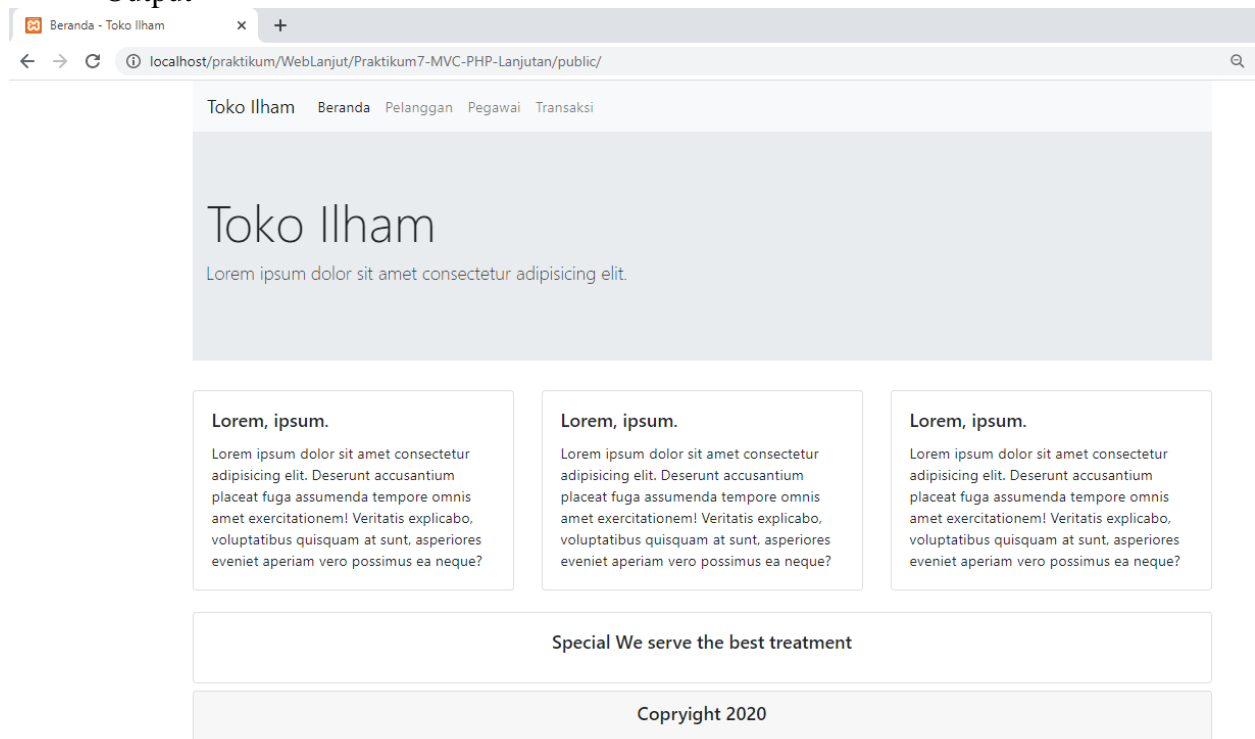 Output
Beranda - Toko Ilham
localhost/praktikum/WebLanjut/Praktikum7-MVC-PHP-Lanjutan/public/
Toko Ilham Beranda Pelanggan Pegawai Transaksi
Toko Ilham
Lorem ipsum dolor sit amet consectetur adipisicing elit.
Lorem, ipsum.
Lorem ipsum dolor sit amet consectetur
adipisicing elit. Deserunt accusantium
placeat fuga assumenda tempore omnis
amet exercitationem! Veritatis explicabo,
voluptatibus quisquam at sunt, asperiores
eveniet aperiam vero possimus ea neque?
Lorem, ipsum.
Lorem ipsum dolor sit amet consectetur
adipisicing elit. Deserunt accusantium
placeat fuga assumenda tempore omnis
amet exercitationem! Veritatis explicabo,
voluptatibus quisquam at sunt, asperiores
eveniet aperiam vero possimus ea neque?
Lorem, ipsum.
Lorem ipsum dolor sit amet consectetur
adipisicing elit. Deserunt accusantium
placeat fuga assumenda tempore omnis
amet exercitationem! Veritatis explicabo,
voluptatibus quisquam at sunt, asperiores
eveniet aperiam vero possimus ea neque?
Special We serve the best treatment
Copryight 2020